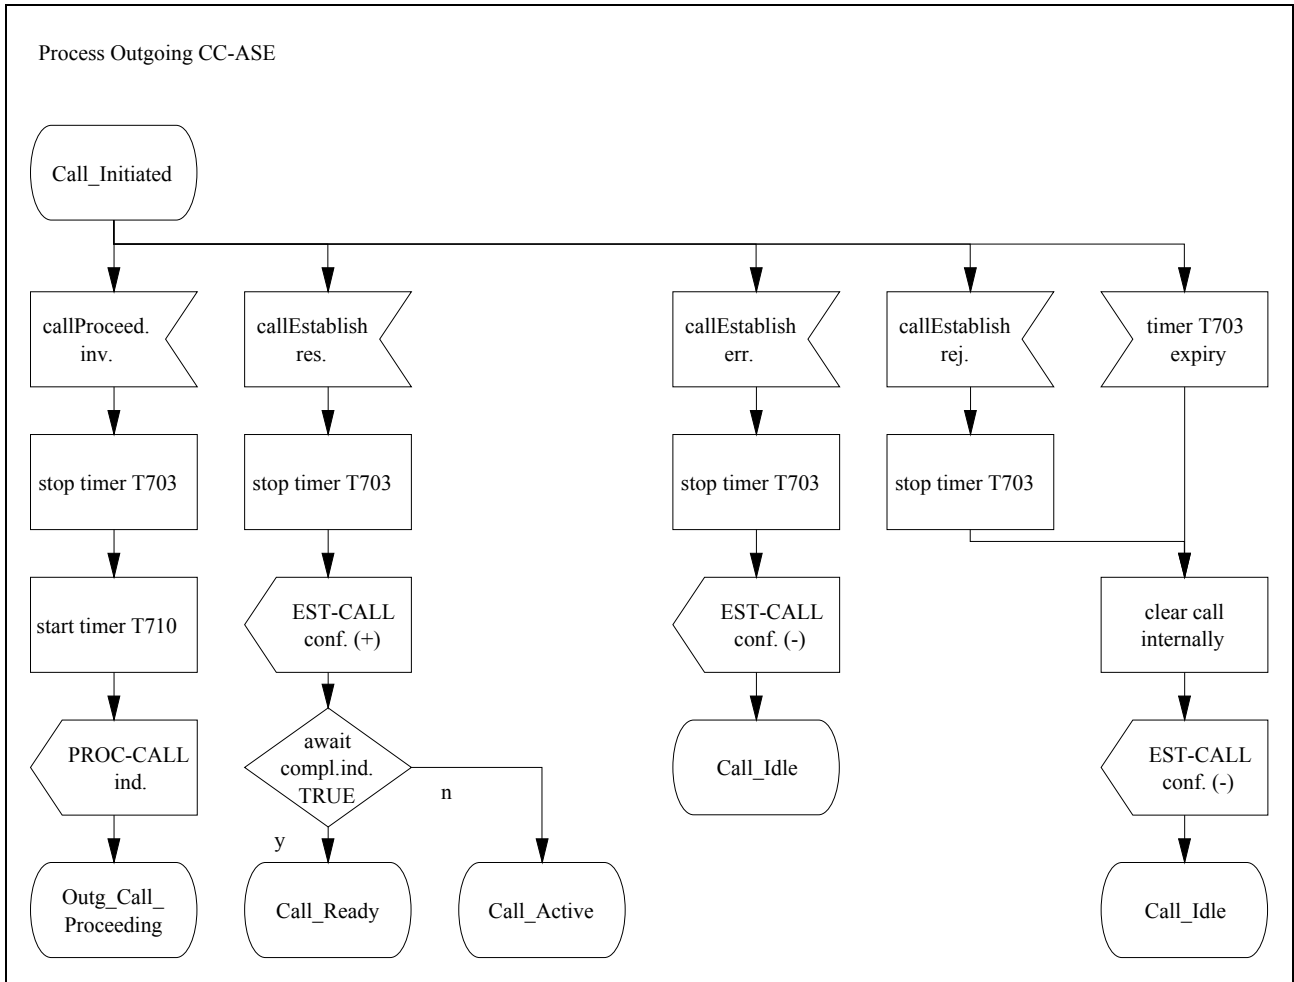 Process Outgoing CC-ASE
Call_Initiated
callProceed.
inv.
callEstablish
res.
callEstablish
err.
callEstablish
rej.
timer T703
expiry
stop timer T703
stop timer T703
stop timer T703
stop timer T703
start timer T710
EST-CALL
conf. (+)
EST-CALL
conf. (-)
clear call
internally
PROC-CALL
ind.
await
compl.ind.
TRUE
n
y
Call_Idle
EST-CALL
conf. (-)
Outg_Call_
Proceeding
Call_Ready
Call_Active
Call_Idle